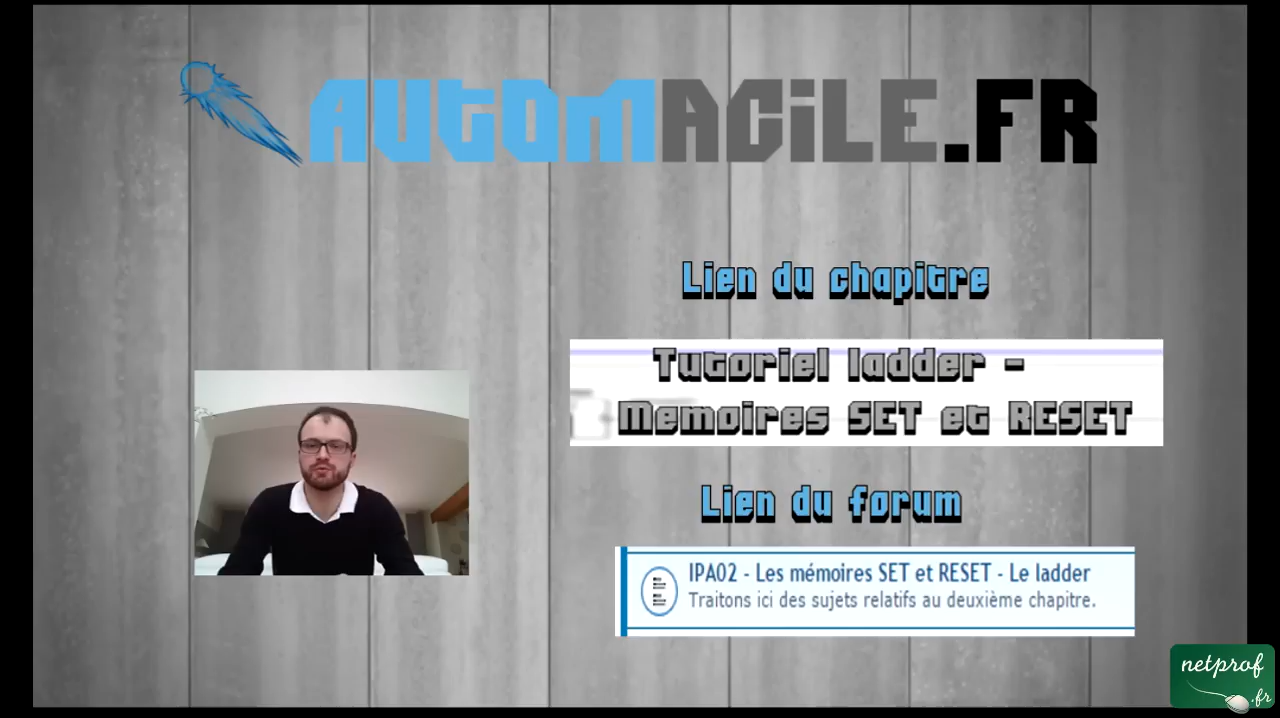 AUTOMAGILE.FR
Lien du chapitre
Tutoriel ladder -
Memoires SET et RESET
Lien du forum
IPA02 - Les mémoires SET et RESET - Le ladder
Traitons ici des sujets relatifs au deuxième chapitre.
netprof
.fr